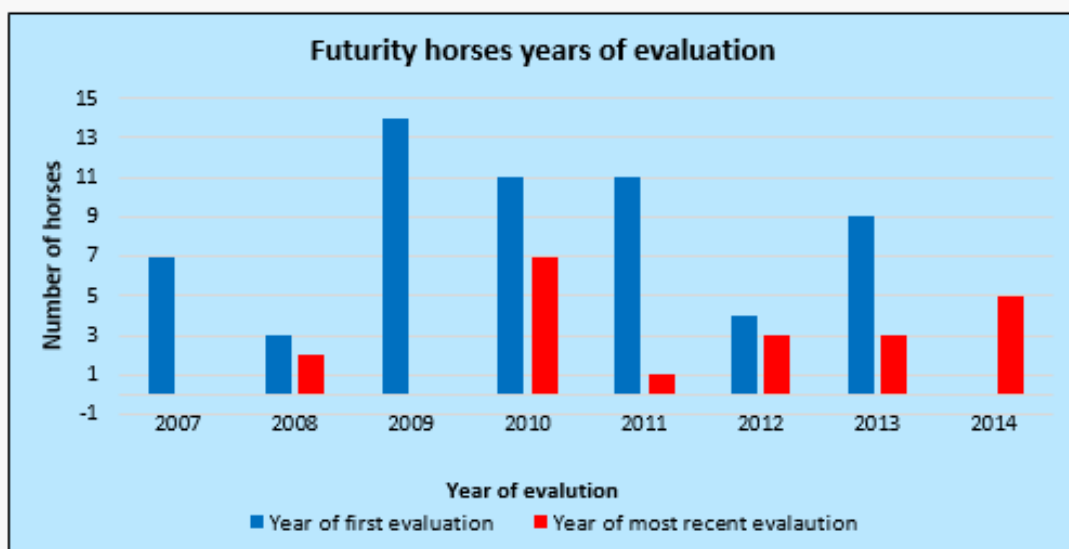 Futurity horses years of evaluation
15
13
11
9
7
5
3
1
-1
Number of horses
2007 2008 2009 2010 2011 2012 2013 2014
Year of evalution
Year of first evaluation Year of most recent evalaution